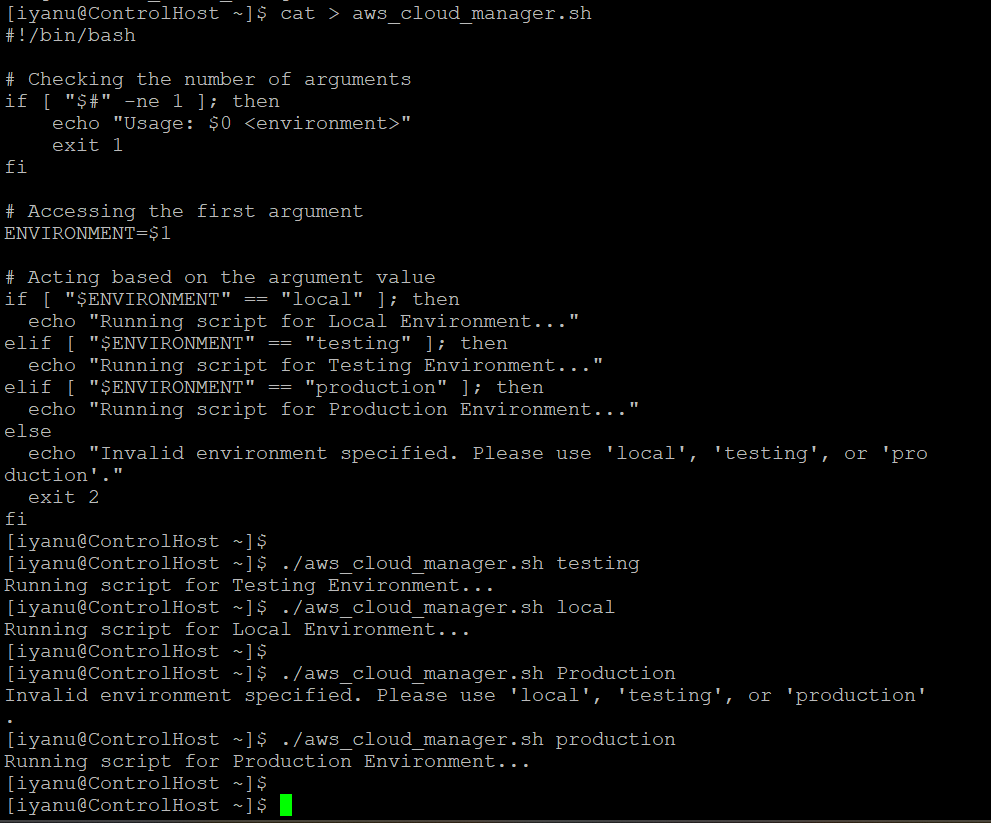 [iyanu@ControlHost ~]$ cat > aws_cloud_manager.sh
#!/bin/bash

# Checking the number of arguments
if [ "$#" -ne 1 ]; then
    echo "Usage: $0 <environment>"
    exit 1
fi

# Accessing the first argument
ENVIRONMENT=$1

# Acting based on the argument value
if [ "$ENVIRONMENT" == "local" ]; then
  echo "Running script for Local Environment..."
elif [ "$ENVIRONMENT" == "testing" ]; then
  echo "Running script for Testing Environment..."
elif [ "$ENVIRONMENT" == "production" ]; then
  echo "Running script for Production Environment..."
else
  echo "Invalid environment specified. Please use 'local', 'testing', or 'pro
duction'."
  exit 2
fi
[iyanu@ControlHost ~]$
[iyanu@ControlHost ~]$ ./aws_cloud_manager.sh testing
Running script for Testing Environment...
[iyanu@ControlHost ~]$ ./aws_cloud_manager.sh local
Running script for Local Environment...
[iyanu@ControlHost ~]$
[iyanu@ControlHost ~]$ ./aws_cloud_manager.sh Production
Invalid environment specified. Please use 'local', 'testing', or 'production'
.
[iyanu@ControlHost ~]$ ./aws_cloud_manager.sh production
Running script for Production Environment...
[iyanu@ControlHost ~]$
[iyanu@ControlHost ~]$